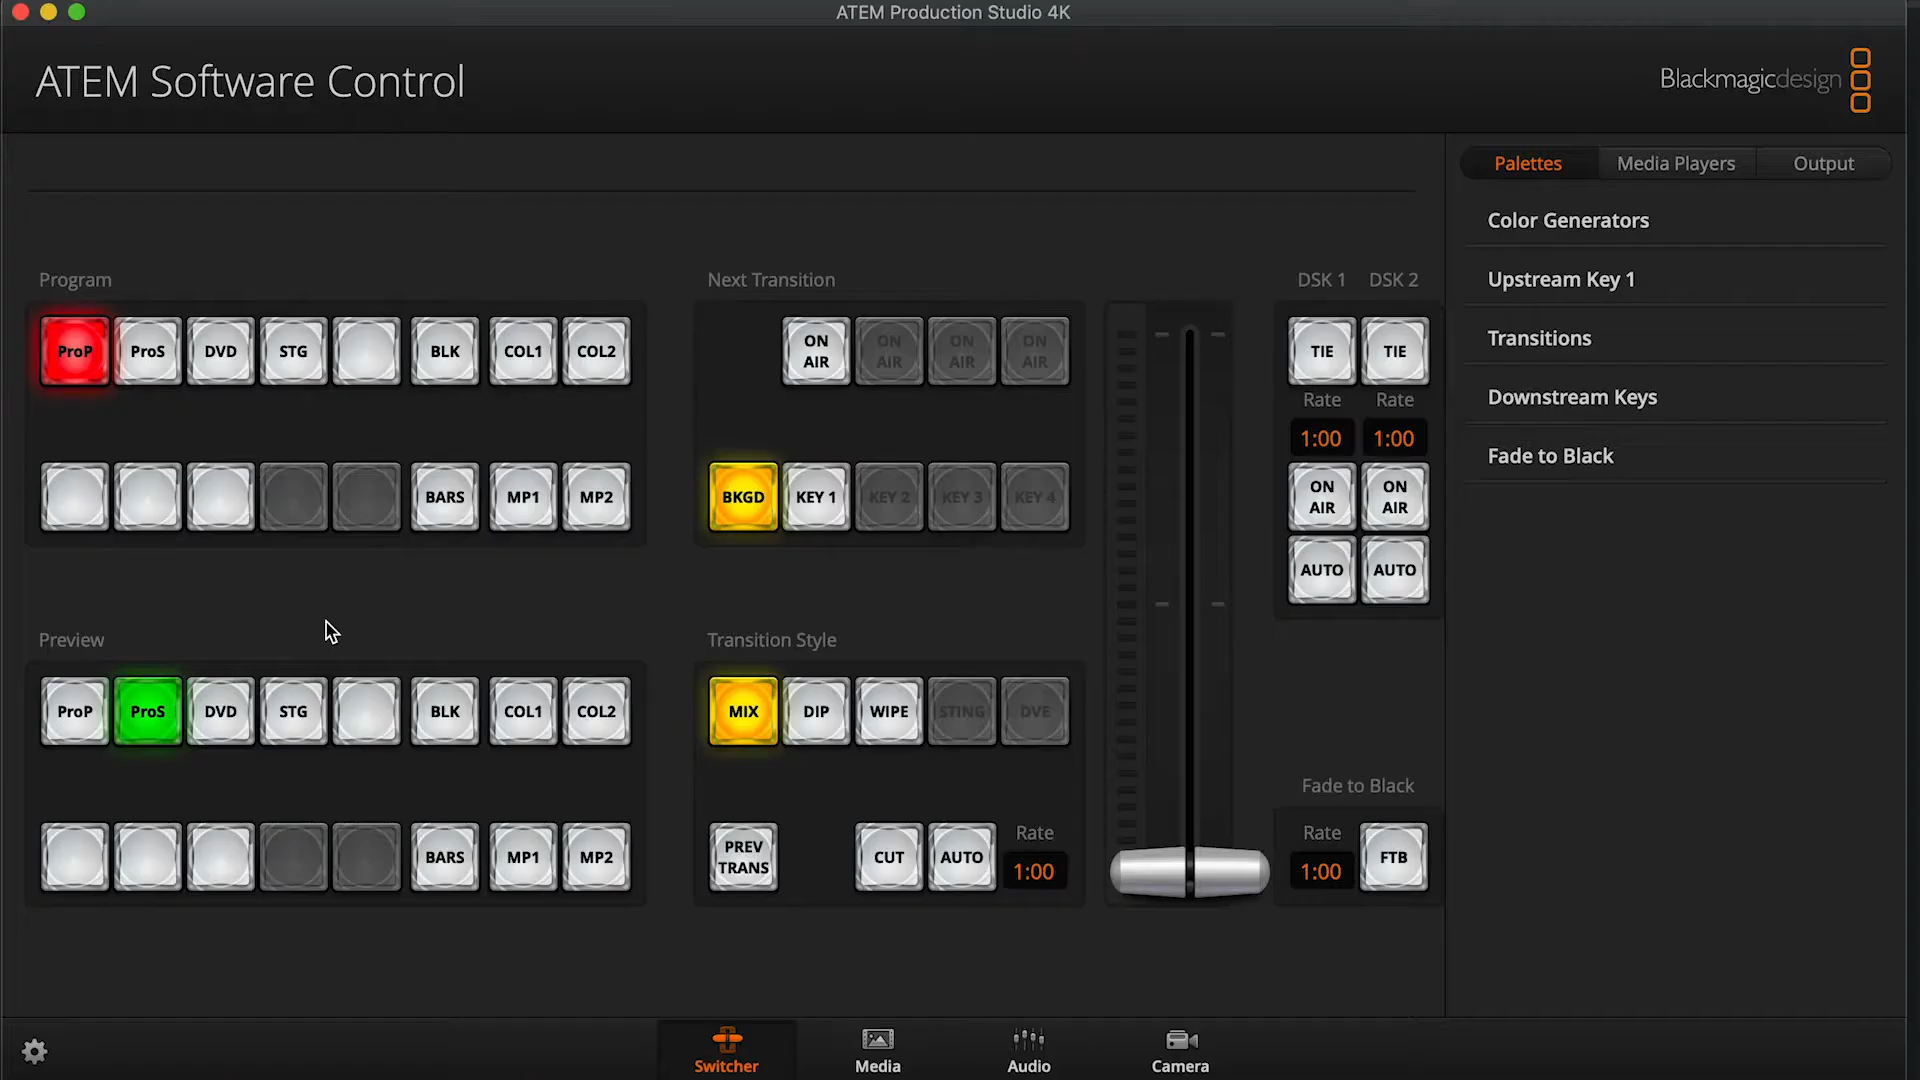 ATEM Production Studio 4K
ATEM Software Control
Blackmagicdesign
Palettes
Media Players
Output
Color Generators
Upstream Key 1
Transitions
Downstream Keys
Fade to Black
Program
ProP
ProS
DVD
STG
BLK
COL1
COL2
BARS
MP1
MP2
Next Transition
ON AIR
ON AIR
ON AIR
ON AIR
BKGD
KEY 1
KEY 2
KEY 3
KEY 4
DSK 1
DSK 2
TIE
TIE
Rate
Rate
1:00
1:00
ON AIR
ON AIR
AUTO
AUTO
Preview
ProP
ProS
DVD
STG
BLK
COL1
COL2
BARS
MP1
MP2
Transition Style
MIX
DIP
WIPE
STING
DVE
PREV TRANS
CUT
AUTO
Rate
1:00
Fade to Black
Rate
1:00
FTB
Switcher
Media
Audio
Camera